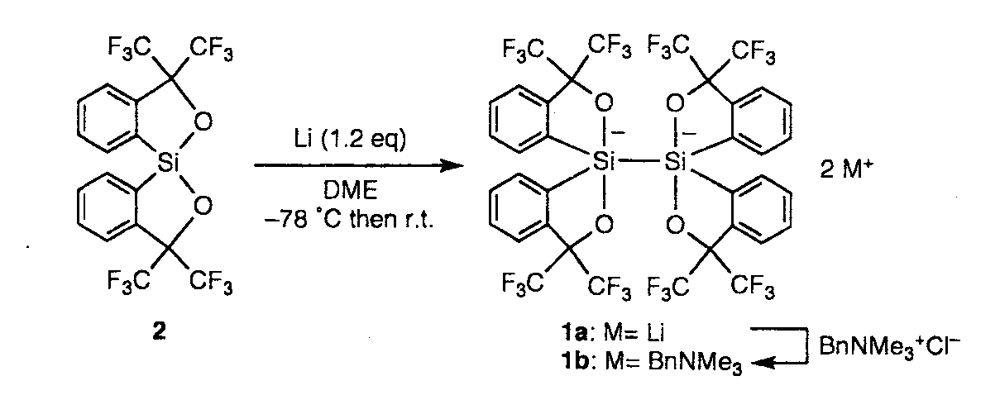 F3C CF3 F3C CF3 F3C CF3
O O O
Li (1.2 eq)
Si Si Si 2 M+
DME
O O O
–78 °C then r.t.
F3C CF3 F3C CF3 F3C CF3
2 1a: M= Li
1b: M= BnNMe3 BnNMe3+Cl–